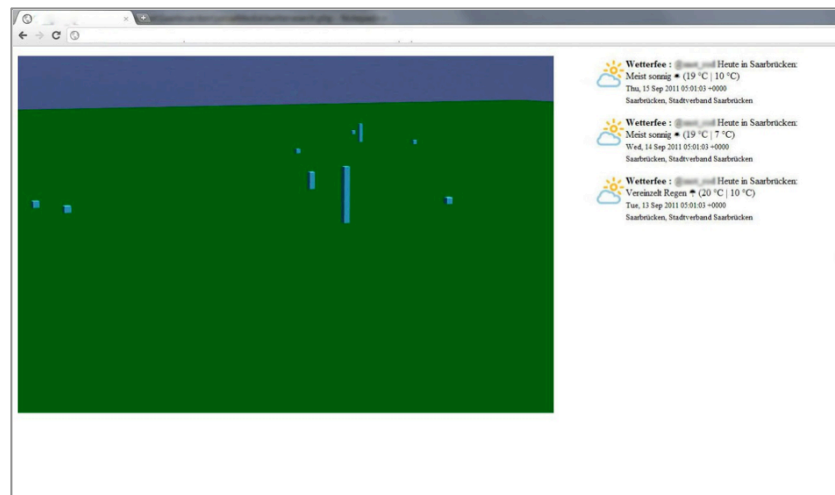 Wetterfee : Heute in Saarbrücken:
Meist sonnig ☀ (19 °C | 10 °C)
Thu, 15 Sep 2011 05:01:03 +0000
Saarbrücken, Stadtverband Saarbrücken
Wetterfee : Heute in Saarbrücken:
Meist sonnig ☀ (19 °C | 7 °C)
Wed, 14 Sep 2011 05:01:03 +0000
Saarbrücken, Stadtverband Saarbrücken
Wetterfee : Heute in Saarbrücken:
Vereinzelt Regen ☂ (20 °C | 10 °C)
Tue, 13 Sep 2011 05:01:03 +0000
Saarbrücken, Stadtverband Saarbrücken